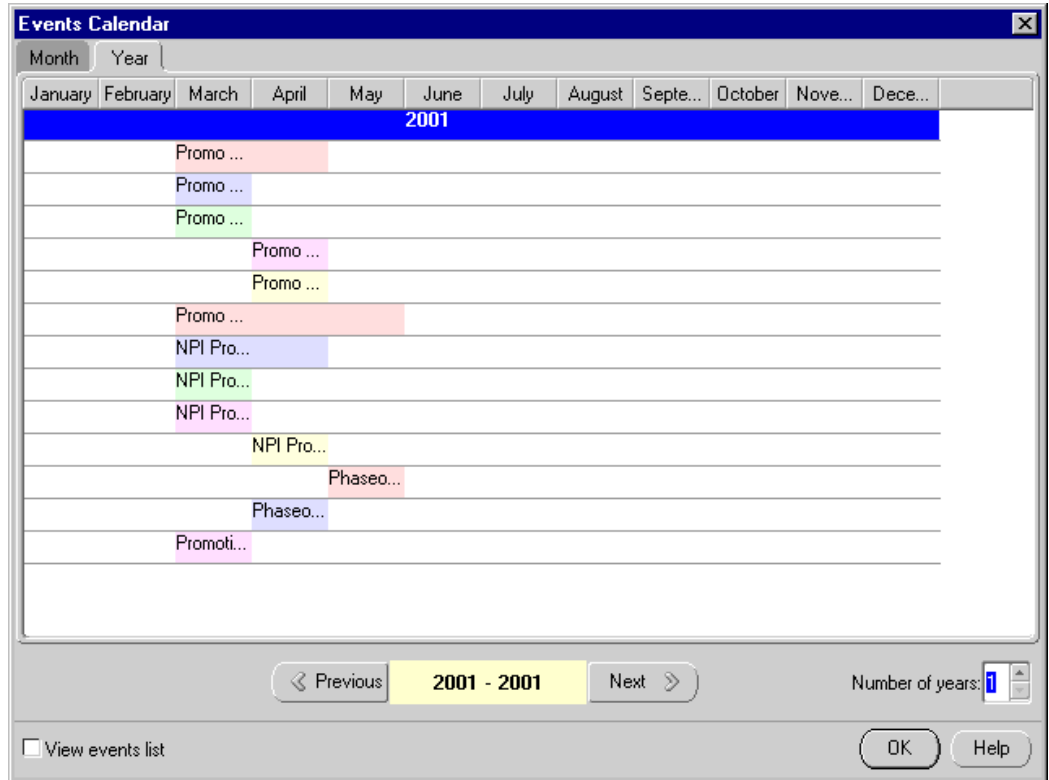 Events Calendar
Month Year
January February March April May June July August Septe... October Nove... Dece...
2001
Promo ...
Promo ...
Promo ...
Promo ...
Promo ...
Promo ...
NPI Pro...
NPI Pro...
NPI Pro...
NPI Pro...
Phaseo...
Phaseo...
Promoti...
Previous 2001 - 2001 Next Number of years: 1
View events list OK Help